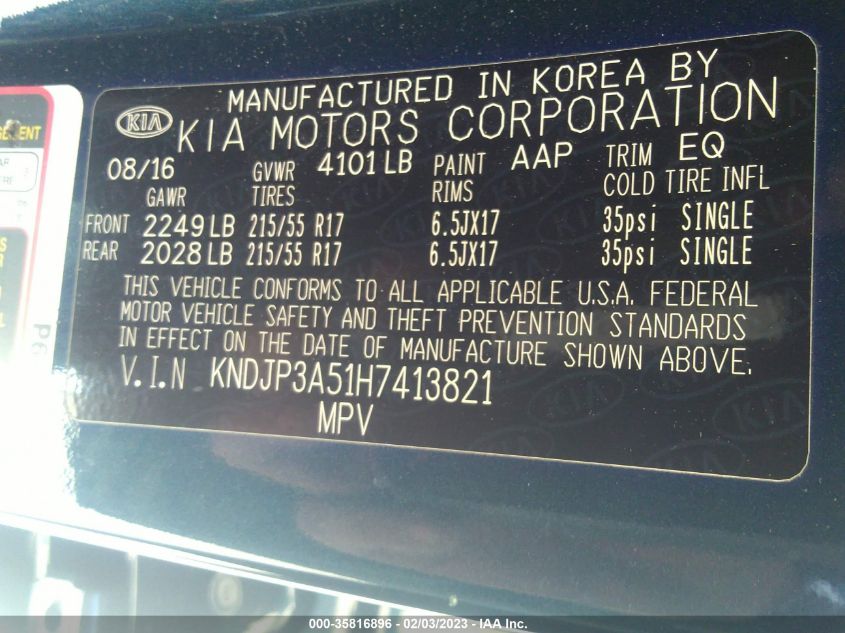 MANUFACTURED IN KOREA BY
KIA KIA MOTORS CORPORATION
08/16 GVWR 4101 LB PAINT AAP TRIM EQ
GAWR TIRES RIMS COLD TIRE INFL
FRONT 2249 LB 215/55 R17 6.5JX17 35psi SINGLE
REAR 2028 LB 215/55 R17 6.5JX17 35psi SINGLE
THIS VEHICLE CONFORMS TO ALL APPLICABLE U.S.A. FEDERAL
MOTOR VEHICLE SAFETY AND THEFT PREVENTION STANDARDS
IN EFFECT ON THE DATE OF MANUFACTURE SHOWN ABOVE.
V.I.N KNDJP3A51H7413821
MPV
000-35816896 - 02/03/2023 - IAA Inc.